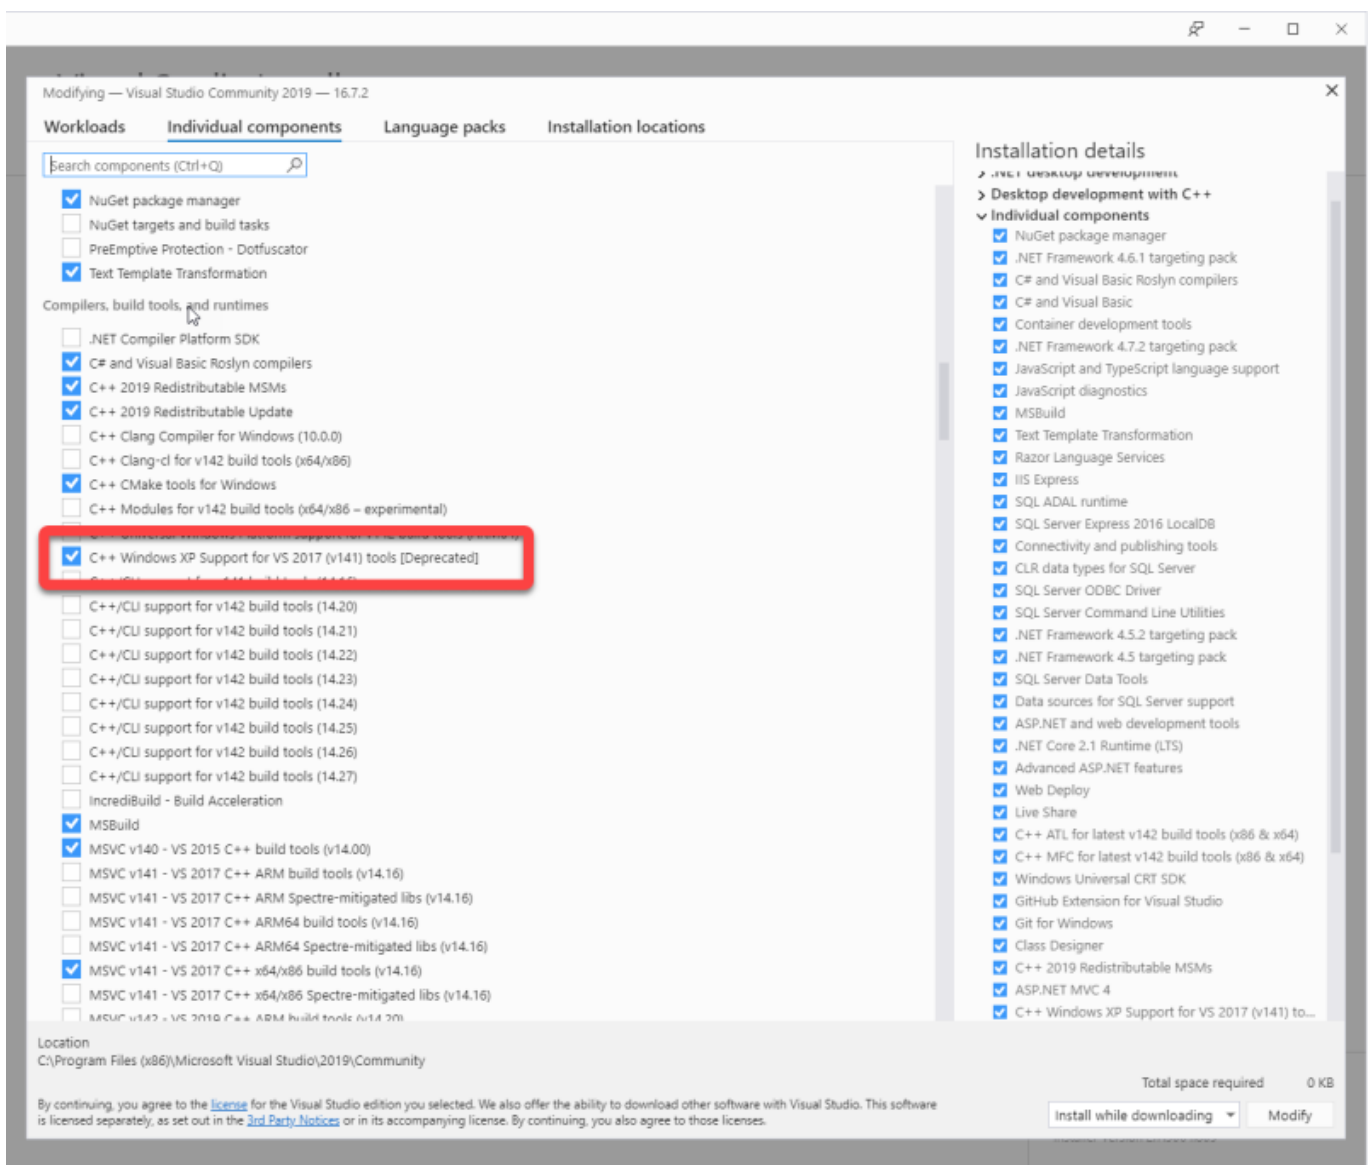 Modifying — Visual Studio Community 2019 — 16.7.2
Workloads Individual components Language packs Installation locations
Search components (Ctrl+Q)
NuGet package manager
NuGet targets and build tasks
PreEmptive Protection - Dotfuscator
Text Template Transformation
Compilers, build tools, and runtimes
.NET Compiler Platform SDK
C# and Visual Basic Roslyn compilers
C++ 2019 Redistributable MSMs
C++ 2019 Redistributable Update
C++ Clang Compiler for Windows (10.0.0)
C++ Clang-cl for v142 build tools (x64/x86)
C++ CMake tools for Windows
C++ Modules for v142 build tools (x64/x86 – experimental)
C++ Universal Windows Platform support for v142 build tools (ARM64)
C++ Windows XP Support for VS 2017 (v141) tools [Deprecated]
C++/CLI support for v142 build tools (14.20)
C++/CLI support for v142 build tools (14.21)
C++/CLI support for v142 build tools (14.22)
C++/CLI support for v142 build tools (14.23)
C++/CLI support for v142 build tools (14.24)
C++/CLI support for v142 build tools (14.25)
C++/CLI support for v142 build tools (14.26)
C++/CLI support for v142 build tools (14.27)
IncrediBuild - Build Acceleration
MSBuild
MSVC v140 - VS 2015 C++ build tools (v14.00)
MSVC v141 - VS 2017 C++ ARM build tools (v14.16)
MSVC v141 - VS 2017 C++ ARM Spectre-mitigated libs (v14.16)
MSVC v141 - VS 2017 C++ ARM64 build tools (v14.16)
MSVC v141 - VS 2017 C++ ARM64 Spectre-mitigated libs (v14.16)
MSVC v141 - VS 2017 C++ x64/x86 build tools (v14.16)
MSVC v141 - VS 2017 C++ x64/x86 Spectre-mitigated libs (v14.16)
MSVC v142 - VS 2019 C++ ARM build tools (v14.20)
Installation details
.NET desktop development
Desktop development with C++
Individual components
NuGet package manager
.NET Framework 4.6.1 targeting pack
C# and Visual Basic Roslyn compilers
C# and Visual Basic
Container development tools
.NET Framework 4.7.2 targeting pack
JavaScript and TypeScript language support
JavaScript diagnostics
MSBuild
Text Template Transformation
Razor Language Services
IIS Express
SQL ADAL runtime
SQL Server Express 2016 LocalDB
Connectivity and publishing tools
CLR data types for SQL Server
SQL Server ODBC Driver
SQL Server Command Line Utilities
.NET Framework 4.5.2 targeting pack
.NET Framework 4.5 targeting pack
SQL Server Data Tools
Data sources for SQL Server support
ASP.NET and web development tools
.NET Core 2.1 Runtime (LTS)
Advanced ASP.NET features
Web Deploy
Live Share
C++ ATL for latest v142 build tools (x86 & x64)
C++ MFC for latest v142 build tools (x86 & x64)
Windows Universal CRT SDK
GitHub Extension for Visual Studio
Git for Windows
Class Designer
C++ 2019 Redistributable MSMs
ASP.NET MVC 4
C++ Windows XP Support for VS 2017 (v141) to...
Location
C:\Program Files (x86)\Microsoft Visual Studio\2019\Community
Total space required 0 KB
By continuing, you agree to the license for the Visual Studio edition you selected. We also offer the ability to download other software with Visual Studio. This software
is licensed separately, as set out in the 3rd Party Notices or in its accompanying license. By continuing, you also agree to those licenses.
Install while downloading Modify